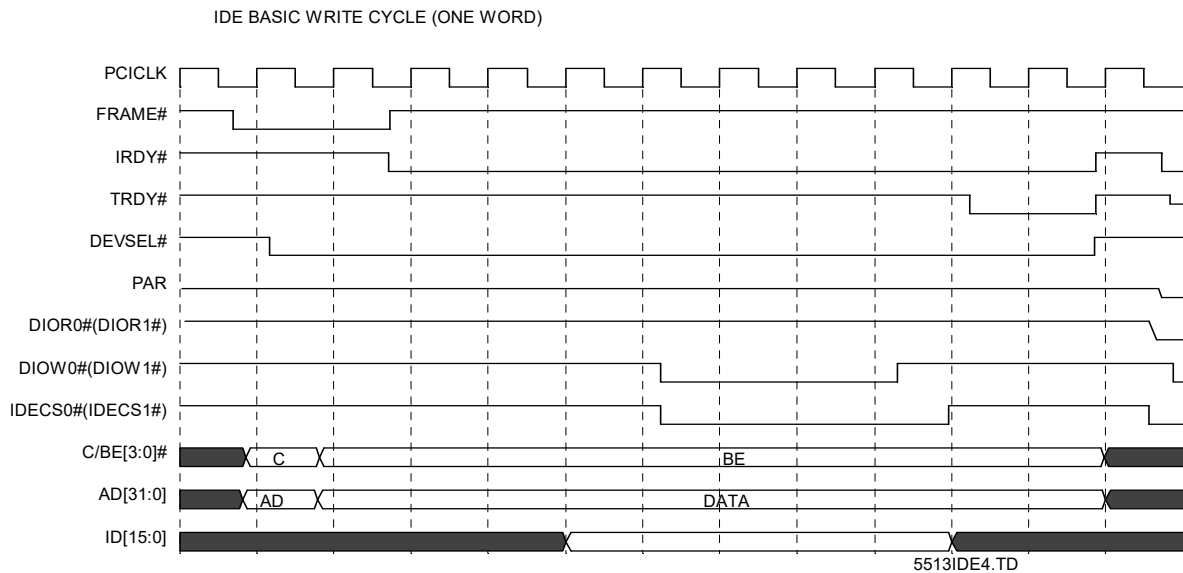 IDE BASIC WRITE CYCLE (ONE WORD)
PCICLK
FRAME#
IRDY#
TRDY#
DEVSEL#
PAR
DIOR0#(DIOR1#)
DIOW0#(DIOW1#)
IDECS0#(IDECS1#)
C/BE[3:0]# C BE
AD[31:0] AD DATA
ID[15:0]
5513IDE4.TD